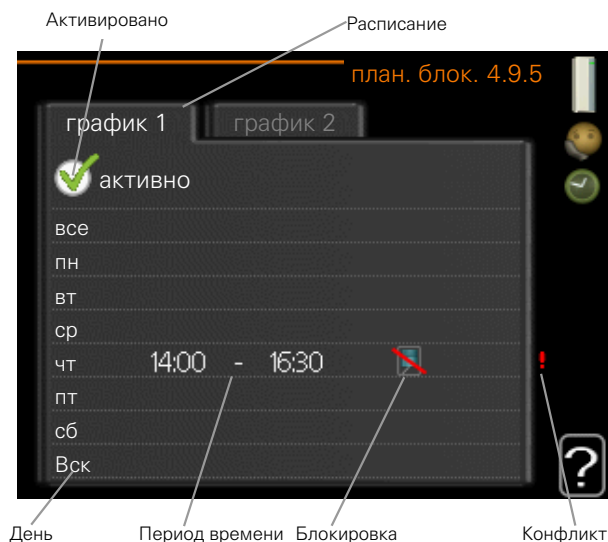 Активировано
Расписание
план. блок. 4.9.5
график 1
график 2
активно
все
пн
вт
ср
чт 14:00 - 16:30 !
пт
сб
Вск
?
День
Период времени
Блокировка
Конфликт